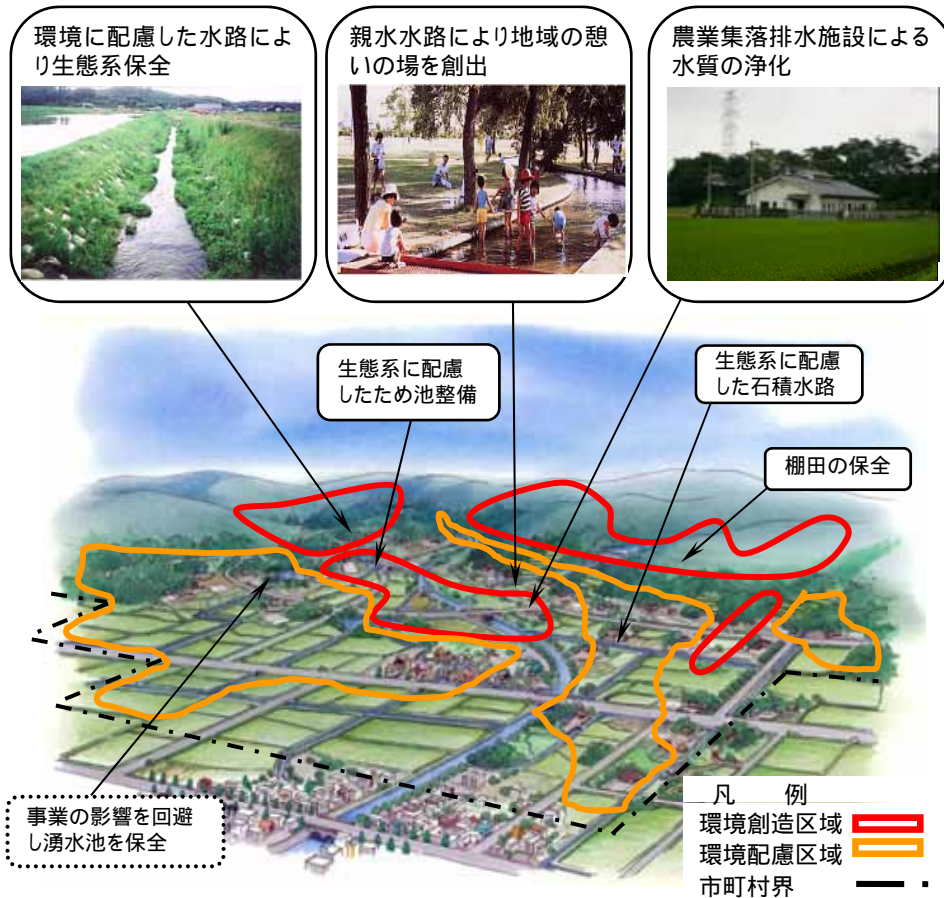 環境に配慮した水路によ
り生態系保全
親水水路により地域の憩
いの場を創出
農業集落排水施設による
水質の浄化
生態系に配慮
したため池整備
生態系に配慮
した石積水路
棚田の保全
事業の影響を回避
し湧水池を保全
凡 例
環境創造区域
環境配慮区域
市町村界